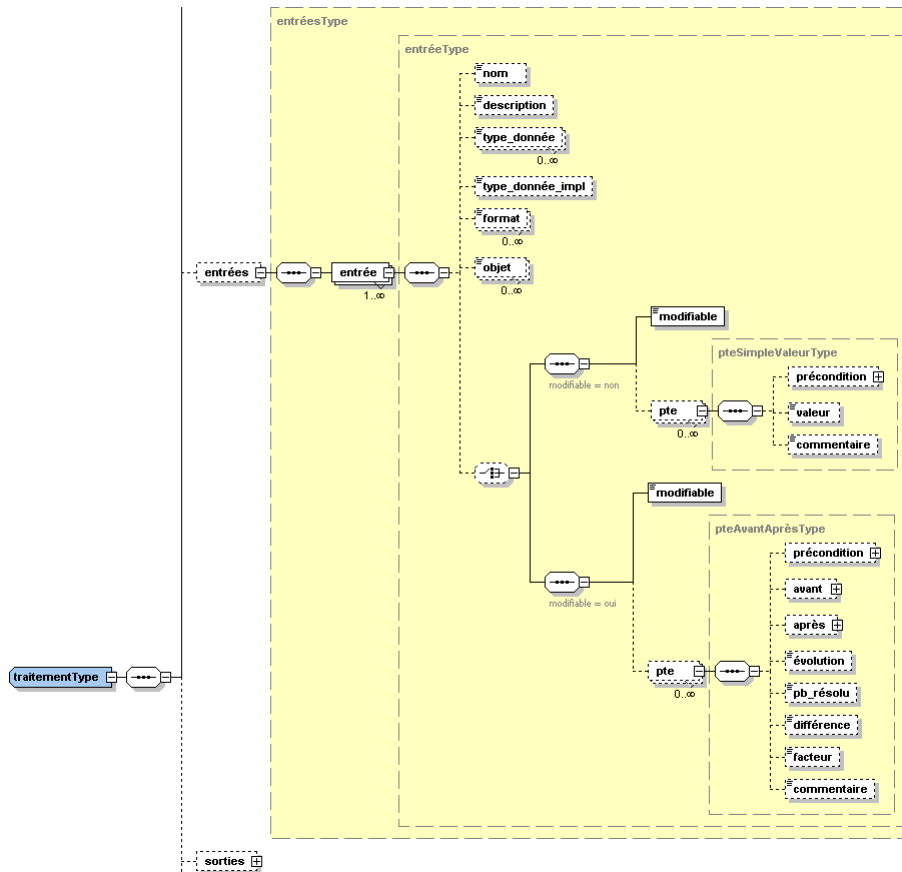 entréesType
entréeType
nom
description
type_donnée
0..∞
type_donnée_impl
format
0..∞
objet
0..∞
entrées
entrée
1..∞
modifiable
modifiable = non
pteSimpleValeurType
précondition
pte
0..∞
valeur
commentaire
modifiable
modifiable = oui
pteAvantAprèsType
précondition
avant
après
pte
0..∞
évolution
pb_résolu
différence
facteur
commentaire
traitementType
sorties